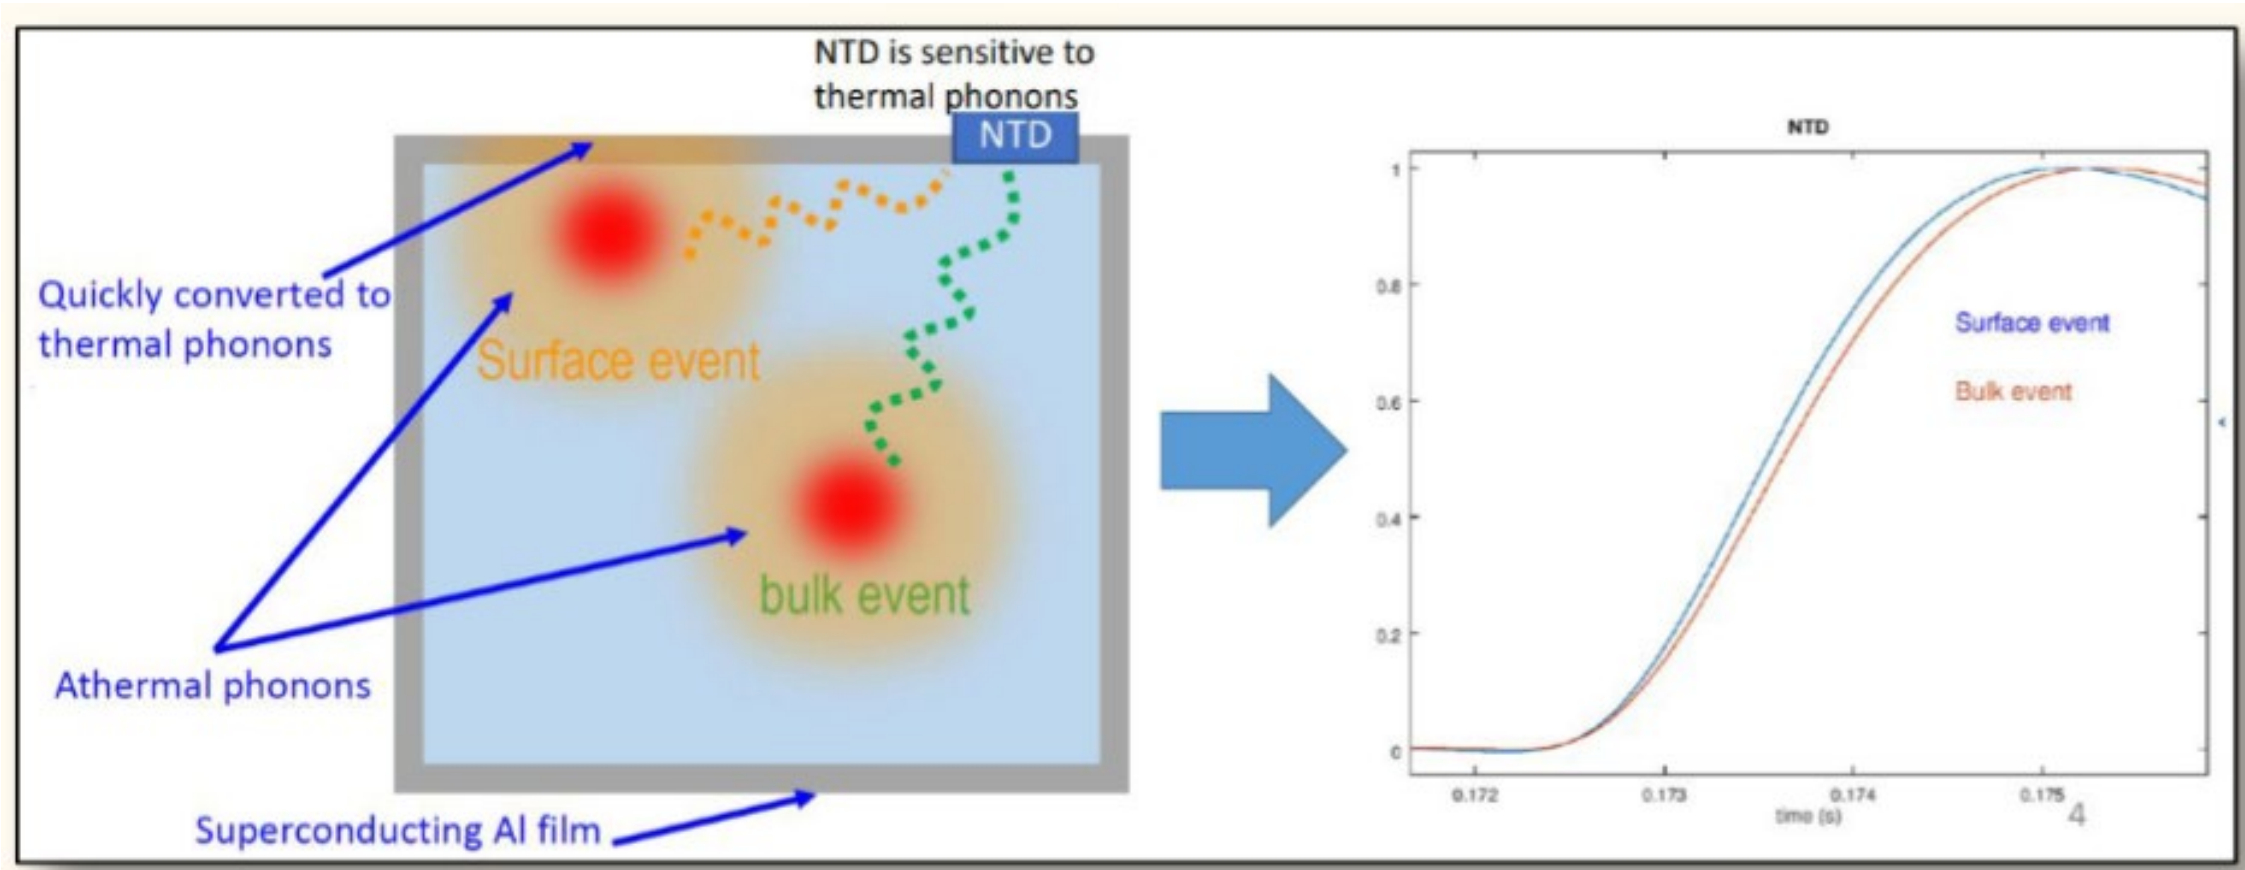 NTD is sensitive to
thermal phonons
NTD
Quickly converted to
thermal phonons
Surface event
bulk event
Athermal phonons
Superconducting Al film
NTD
1
0.8
0.6
0.4
0.2
0
Surface event
Bulk event
0.172
0.173
0.174
0.175
time (s)
4